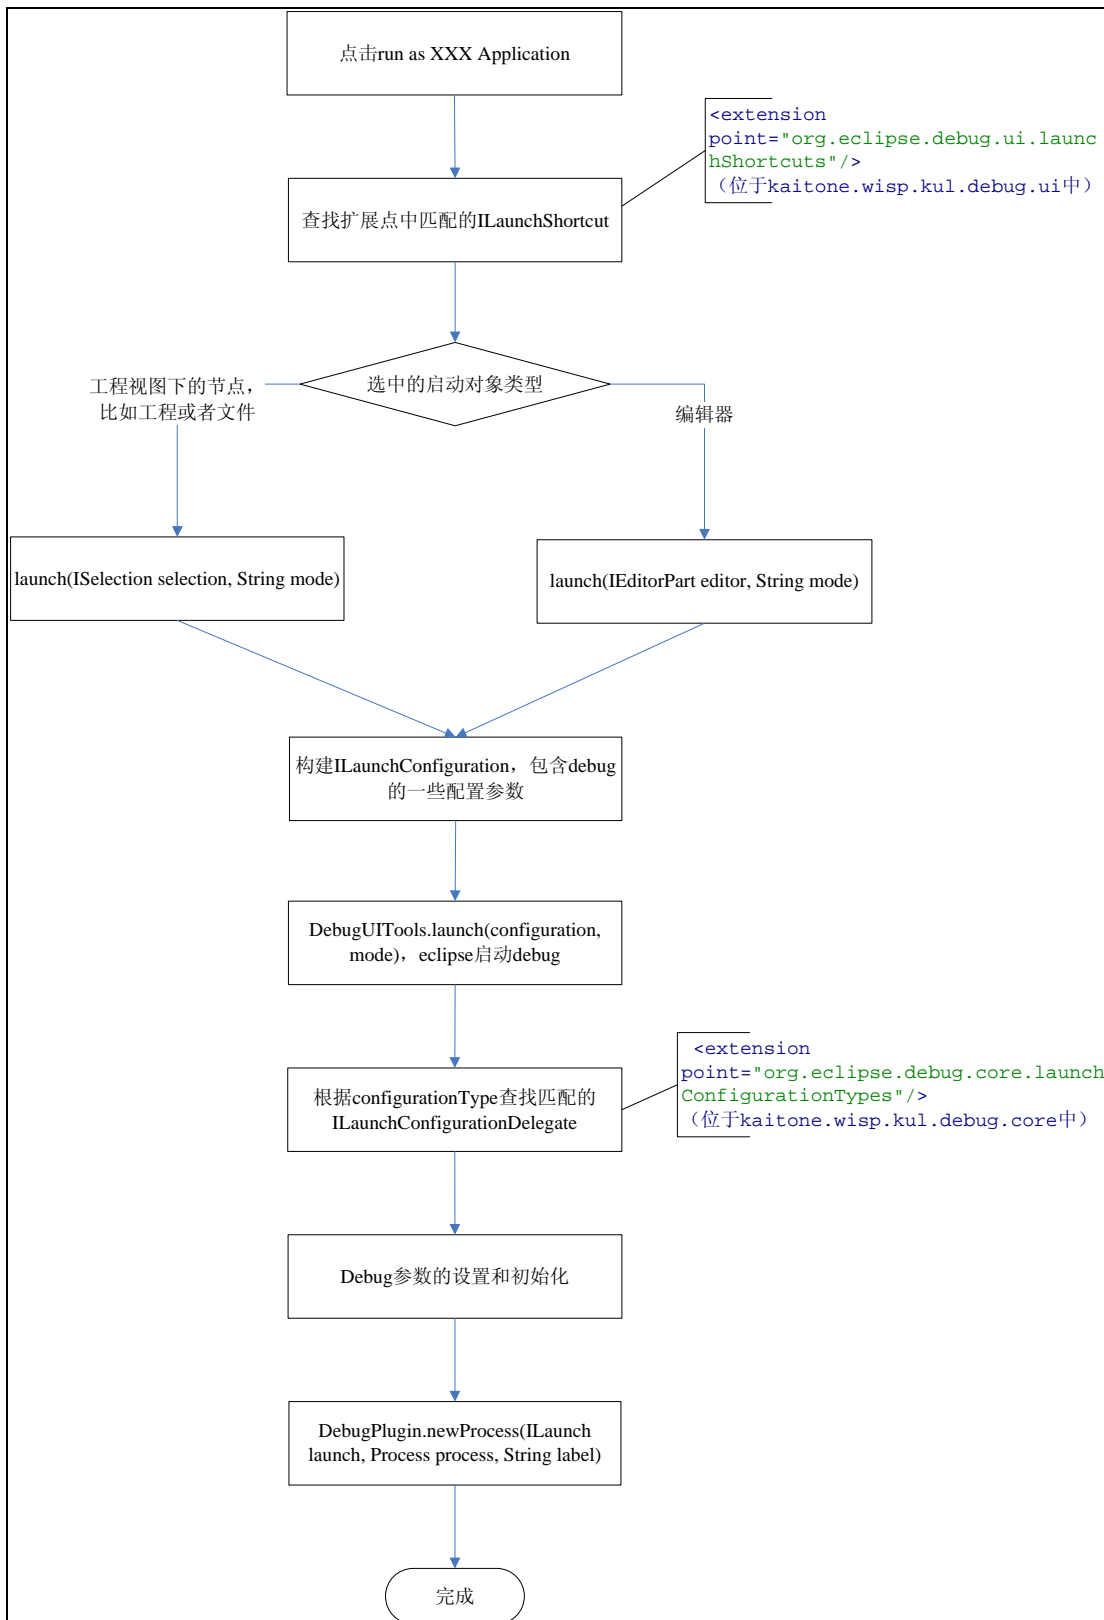 点击run as XXX Application
<extension
point="org.eclipse.debug.ui.launc
hShortcuts"/>
（位于kaitone.wisp.kul.debug.ui中）
查找扩展点中匹配的ILaunchShortcut
选中的启动对象类型
工程视图下的节点，
比如工程或者文件
编辑器
launch(ISelection selection, String mode)
launch(IEditorPart editor, String mode)
构建ILaunchConfiguration，包含debug
的一些配置参数
DebugUITools.launch(configuration,
mode)，eclipse启动debug
<extension
point="org.eclipse.debug.core.launch
ConfigurationTypes"/>
（位于kaitone.wisp.kul.debug.core中）
根据configurationType查找匹配的
ILaunchConfigurationDelegate
Debug参数的设置和初始化
DebugPlugin.newProcess(ILaunch
launch, Process process, String label)
完成